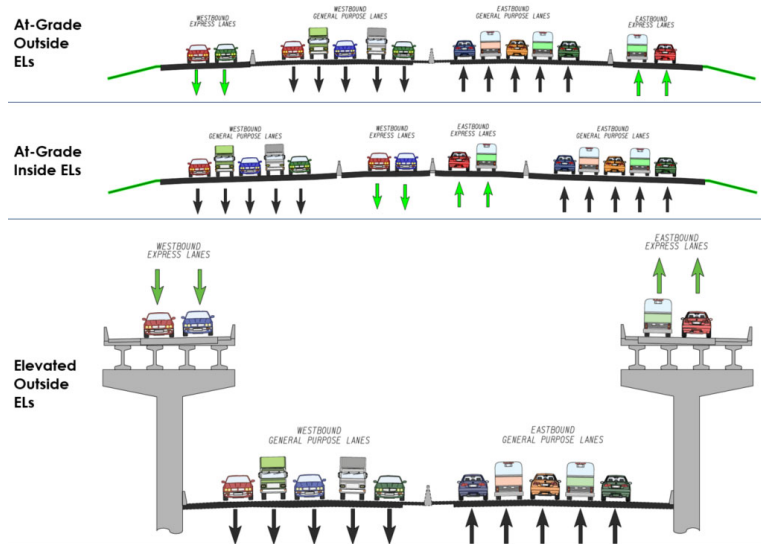 At-Grade
Outside
ELs
WESTBOUND
EXPRESS LANES
WESTBOUND
GENERAL PURPOSE LANES
EASTBOUND
GENERAL PURPOSE LANES
EASTBOUND
EXPRESS LANES
At-Grade
Inside ELs
WESTBOUND
GENERAL PURPOSE LANES
WESTBOUND
EXPRESS LANES
EASTBOUND
EXPRESS LANES
EASTBOUND
GENERAL PURPOSE LANES
Elevated
Outside
ELs
WESTBOUND
EXPRESS LANES
EASTBOUND
EXPRESS LANES
WESTBOUND
GENERAL PURPOSE LANES
EASTBOUND
GENERAL PURPOSE LANES